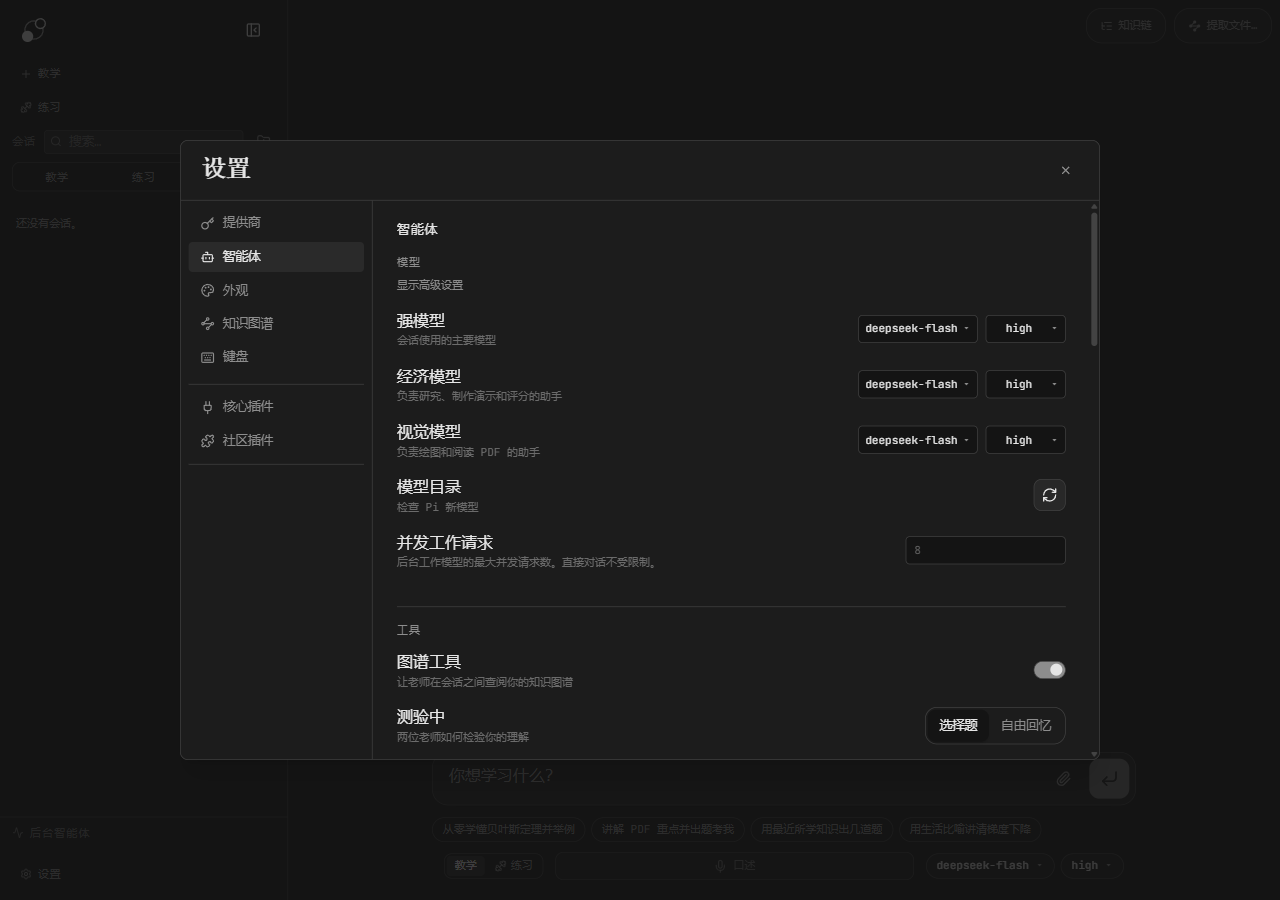 知识链
提取文件…
教学
练习
会话
搜索…
教学
练习
还没有会话。
设置
提供商
智能体
外观
知识图谱
键盘
核心插件
社区插件
智能体
模型
显示高级设置
强模型
会话使用的主要模型
deepseek-flash
high
经济模型
负责研究、制作演示和评分的助手
deepseek-flash
high
视觉模型
负责绘图和阅读 PDF 的助手
deepseek-flash
high
模型目录
检查 Pi 新模型
并发工作请求
后台工作模型的最大并发请求数。直接对话不受限制。
8
工具
图谱工具
让老师在会话之间查阅你的知识图谱
测验中
两位老师如何检验你的理解
选择题
自由回忆
你想学习什么?
从零学懂贝叶斯定理并举例
讲解 PDF 重点并出题考我
用最近所学知识出几道题
用生活比喻讲清梯度下降
后台智能体
设置
教学
练习
口述
deepseek-flash
high